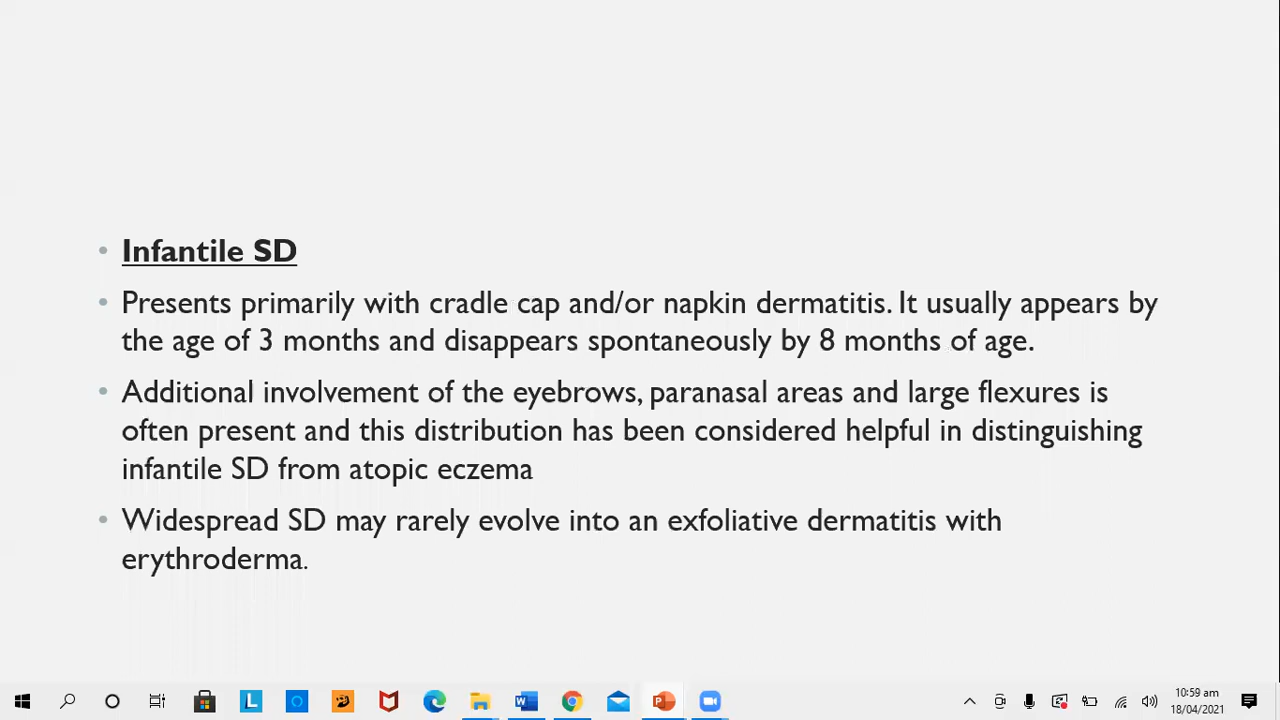 • Infantile SD
• Presents primarily with cradle cap and/or napkin dermatitis. It usually appears by
the age of 3 months and disappears spontaneously by 8 months of age.
• Additional involvement of the eyebrows, paranasal areas and large flexures is
often present and this distribution has been considered helpful in distinguishing
infantile SD from atopic eczema
• Widespread SD may rarely evolve into an exfoliative dermatitis with
erythroderma.
L
W
P
10:59 am
18/04/2021